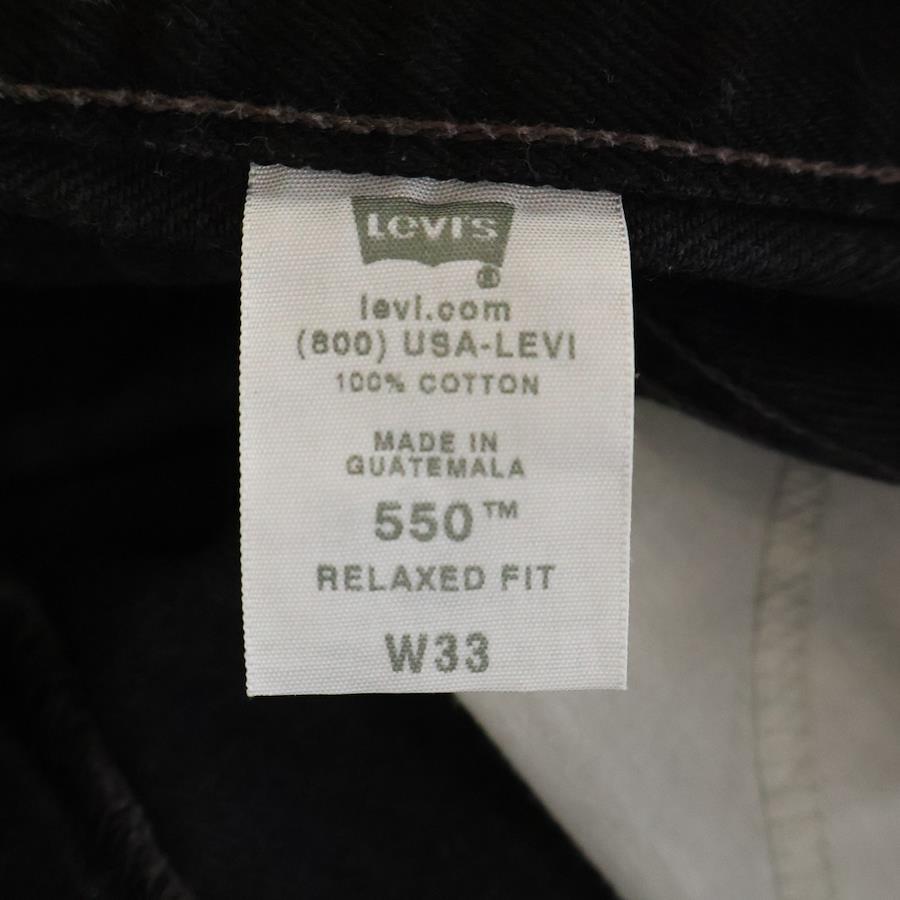 Levi's
levi.com
(800) USA-LEVI
100% COTTON
MADE IN
GUATEMALA
550™
RELAXED FIT
W33